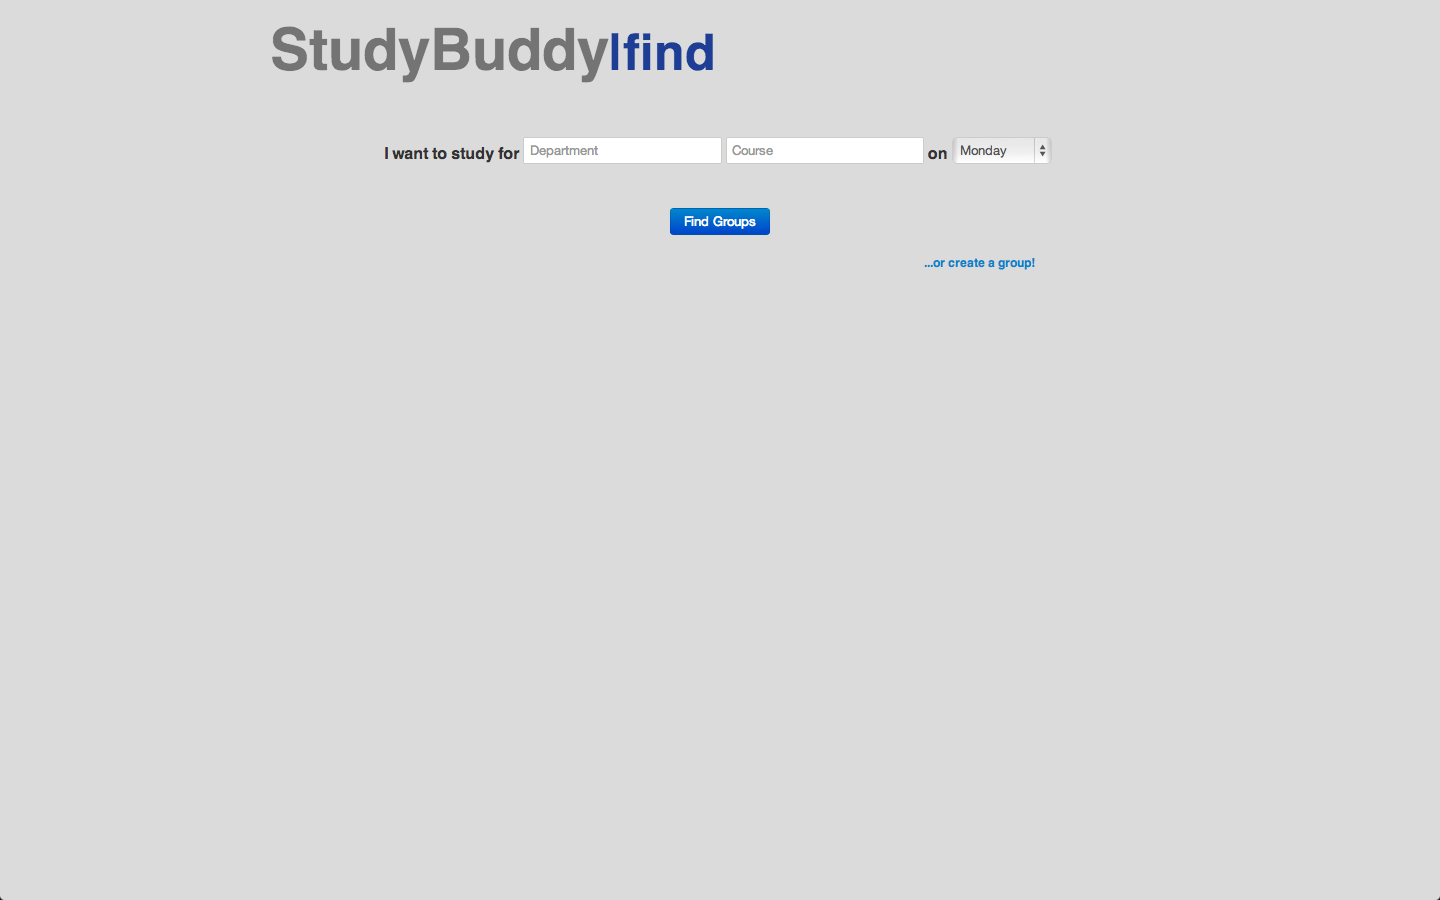 StudyBuddy|find
I want to study for Department Course on Monday
Find Groups
...or create a group!